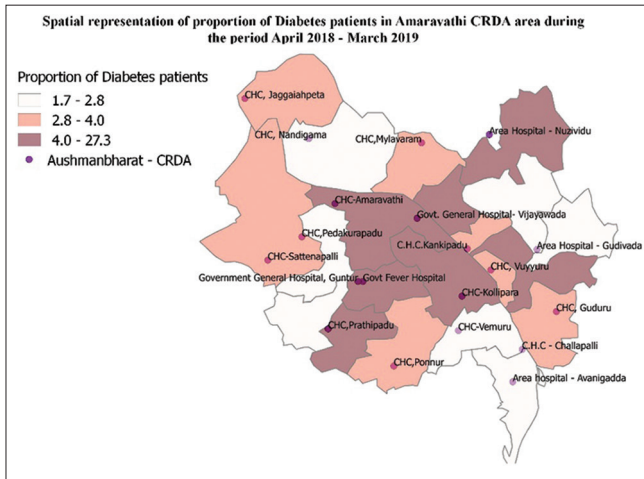 Spatial representation of proportion of Diabetes patients in Amaravathi CRDA area during
the period April 2018 - March 2019
Proportion of Diabetes patients
1.7 - 2.8
2.8 - 4.0
4.0 - 27.3
Aushmanbharat - CRDA
CHC, Jaggaiahpeta
CHC, Nandigama
CHC,Mylavaram
Area Hospital - Nuzividu
CHC-Amaravathi
Govt. General Hospital- Vijayawada
CHC,Pedakurapadu
C.H.C.Kankipadu
Area Hospital - Gudivada
CHC-Sattenapalli
CHC, Vuyyuru
Government General Hospital, Guntur
Govt Fever Hospital
CHC-Kollipara
CHC, Guduru
CHC,Prathipadu
CHC-Vemuru
C.H.C - Challapalli
CHC,Ponnur
Area hospital - Avanigadda